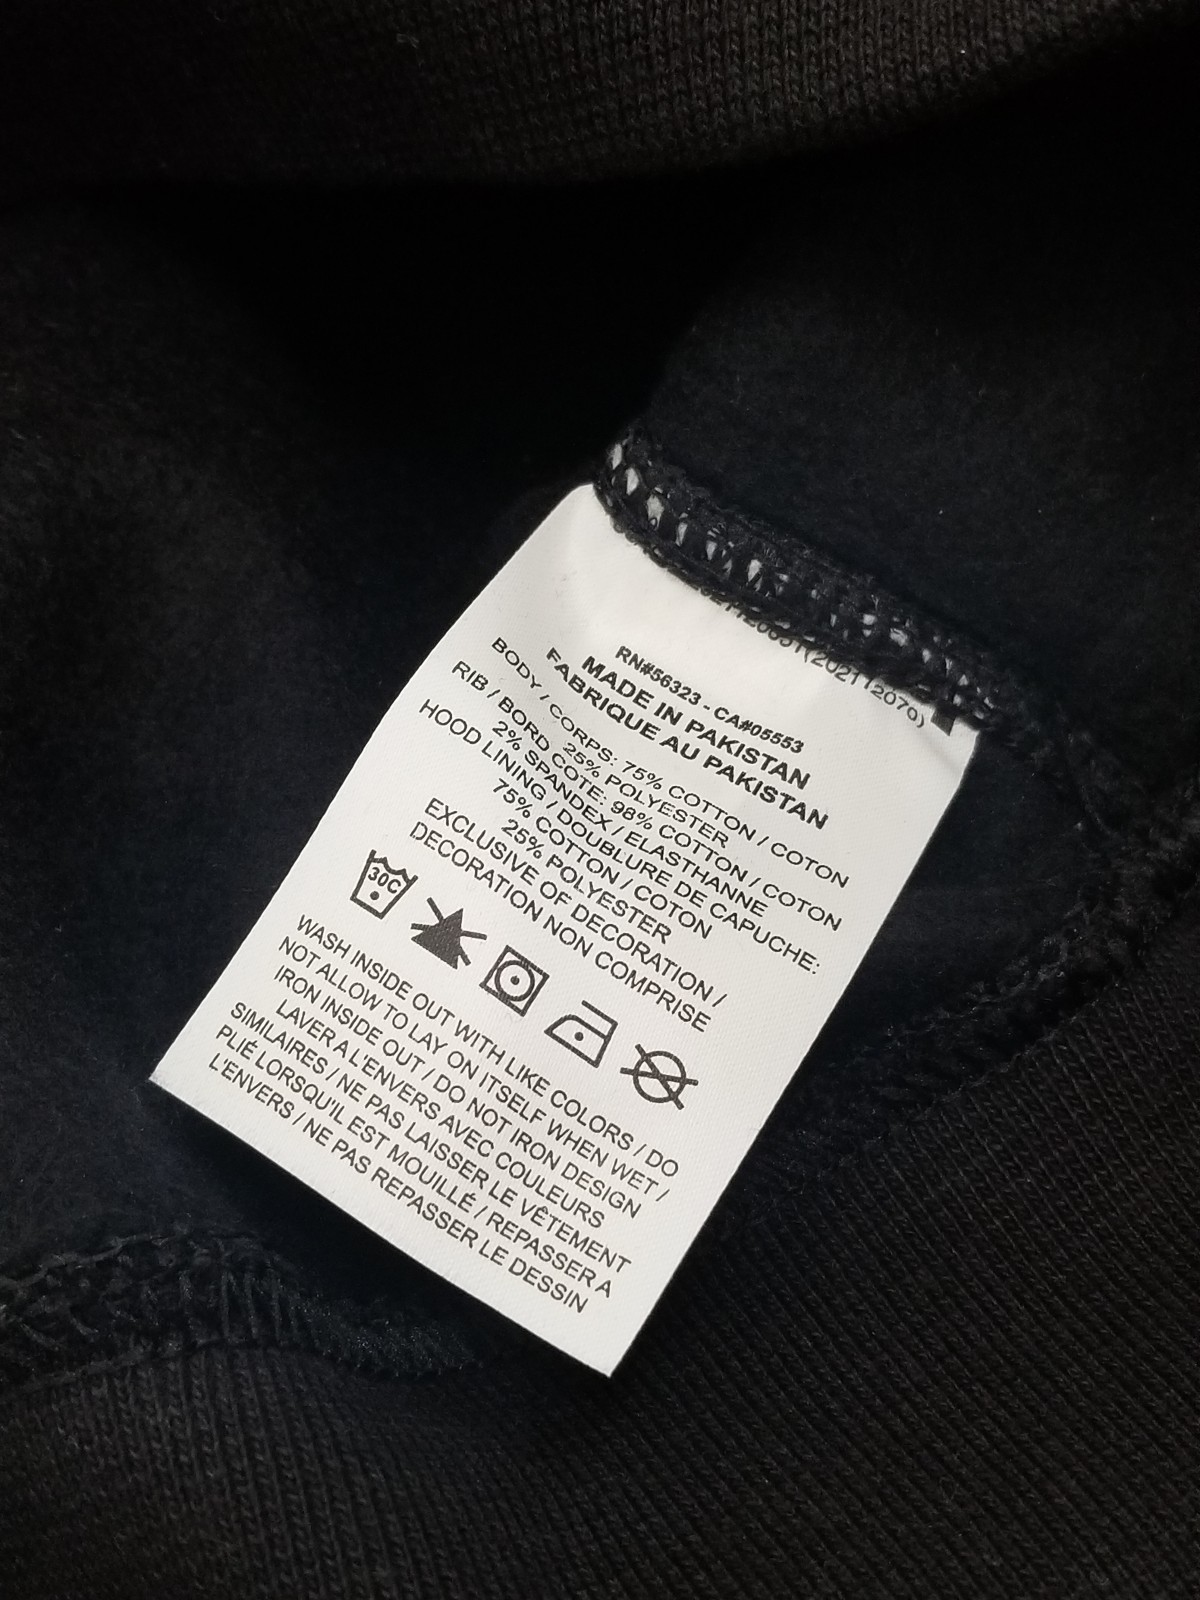 RN#56323 - CA#05553
MADE IN PAKISTAN
FABRIQUE AU PAKISTAN
BODY / CORPS: 75% COTTON / COTON
25% POLYESTER
RIB / BORD COTE: 98% COTTON / COTON
2% SPANDEX / ELASTHANNE
HOOD LINING / DOUBLURE DE CAPUCHE:
75% COTTON / COTON
25% POLYESTER
EXCLUSIVE OF DECORATION /
DECORATION NON COMPRISE
30C
WASH INSIDE OUT WITH LIKE COLORS / DO
NOT ALLOW TO LAY ON ITSELF WHEN WET /
IRON INSIDE OUT / DO NOT IRON DESIGN
LAVER A L'ENVERS AVEC COULEURS
SIMILAIRES / NE PAS LAISSER LE VÊTEMENT
PLIÉ LORSQU'IL EST MOUILLÉ / REPASSER A
L'ENVERS / NE PAS REPASSER LE DESSIN